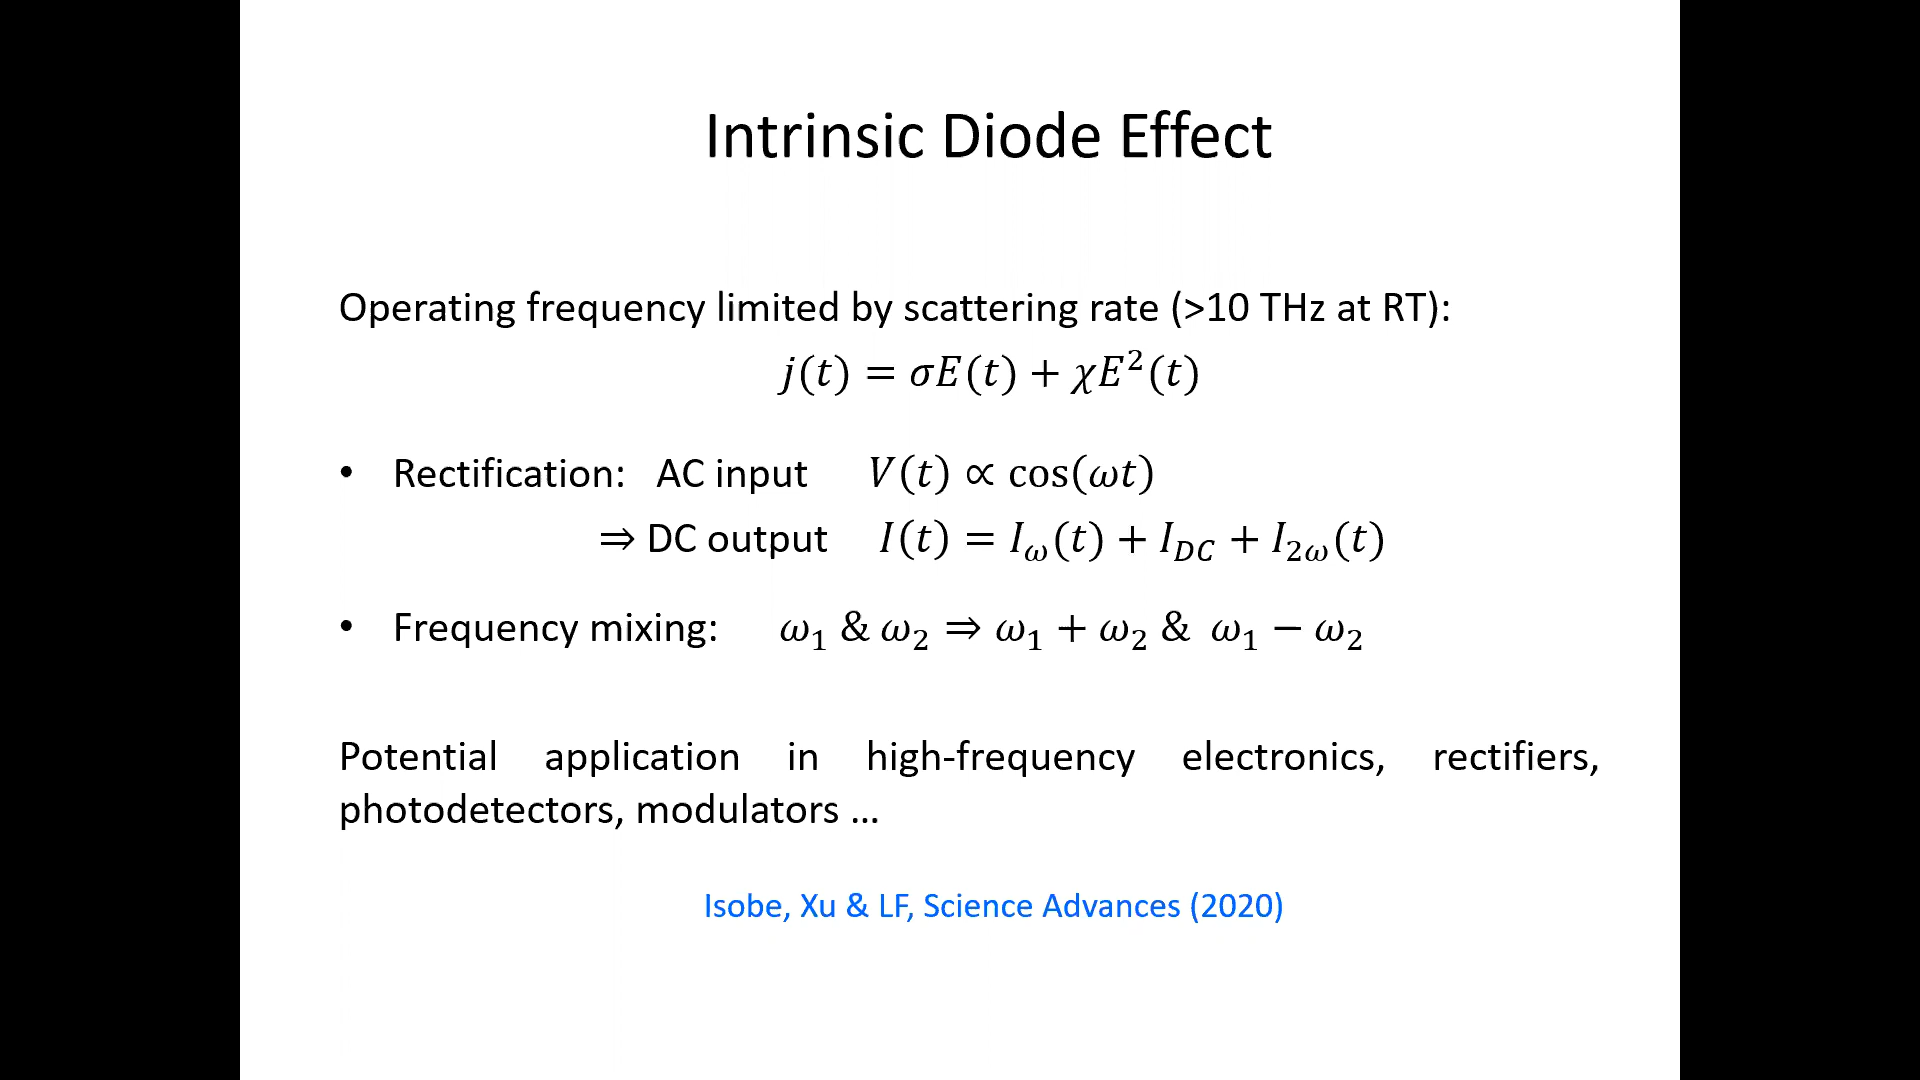 Intrinsic Diode Effect
Operating frequency limited by scattering rate (>10 THz at RT):
j(t) = σE(t) + χE²(t)
• Rectification: AC input V(t) ∝ cos(ωt)
⇒ DC output I(t) = I_ω(t) + I_DC + I_2ω(t)
• Frequency mixing: ω₁ & ω₂ ⇒ ω₁ + ω₂ & ω₁ − ω₂
Potential application in high-frequency electronics, rectifiers,
photodetectors, modulators ...
Isobe, Xu & LF, Science Advances (2020)